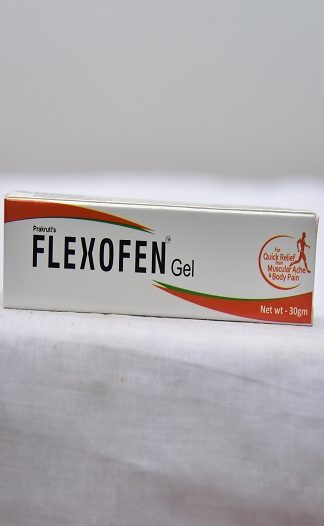 Prakruti's
FLEXOFEN Gel
For
Quick Relief
from
Muscular Ache
& Body Pain
Net wt - 30gm